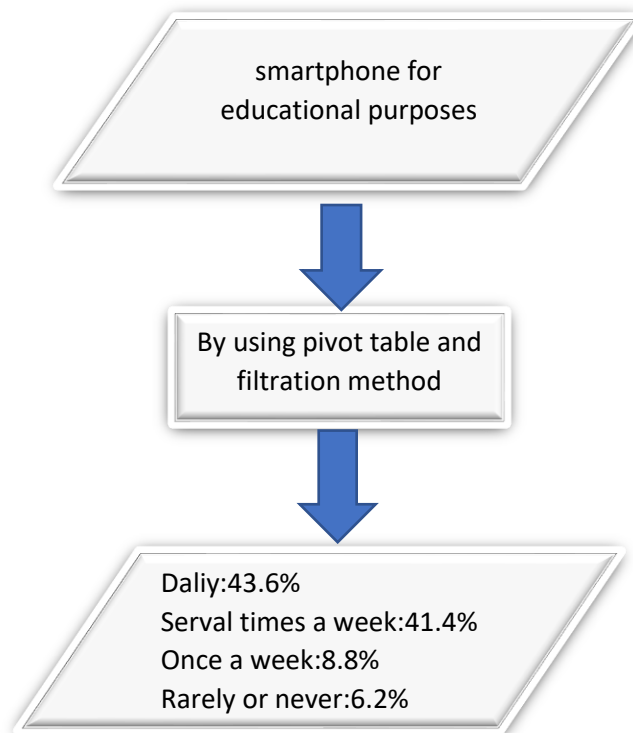 smartphone for
educational purposes
By using pivot table and
filtration method
Daliy:43.6%
Serval times a week:41.4%
Once a week:8.8%
Rarely or never:6.2%